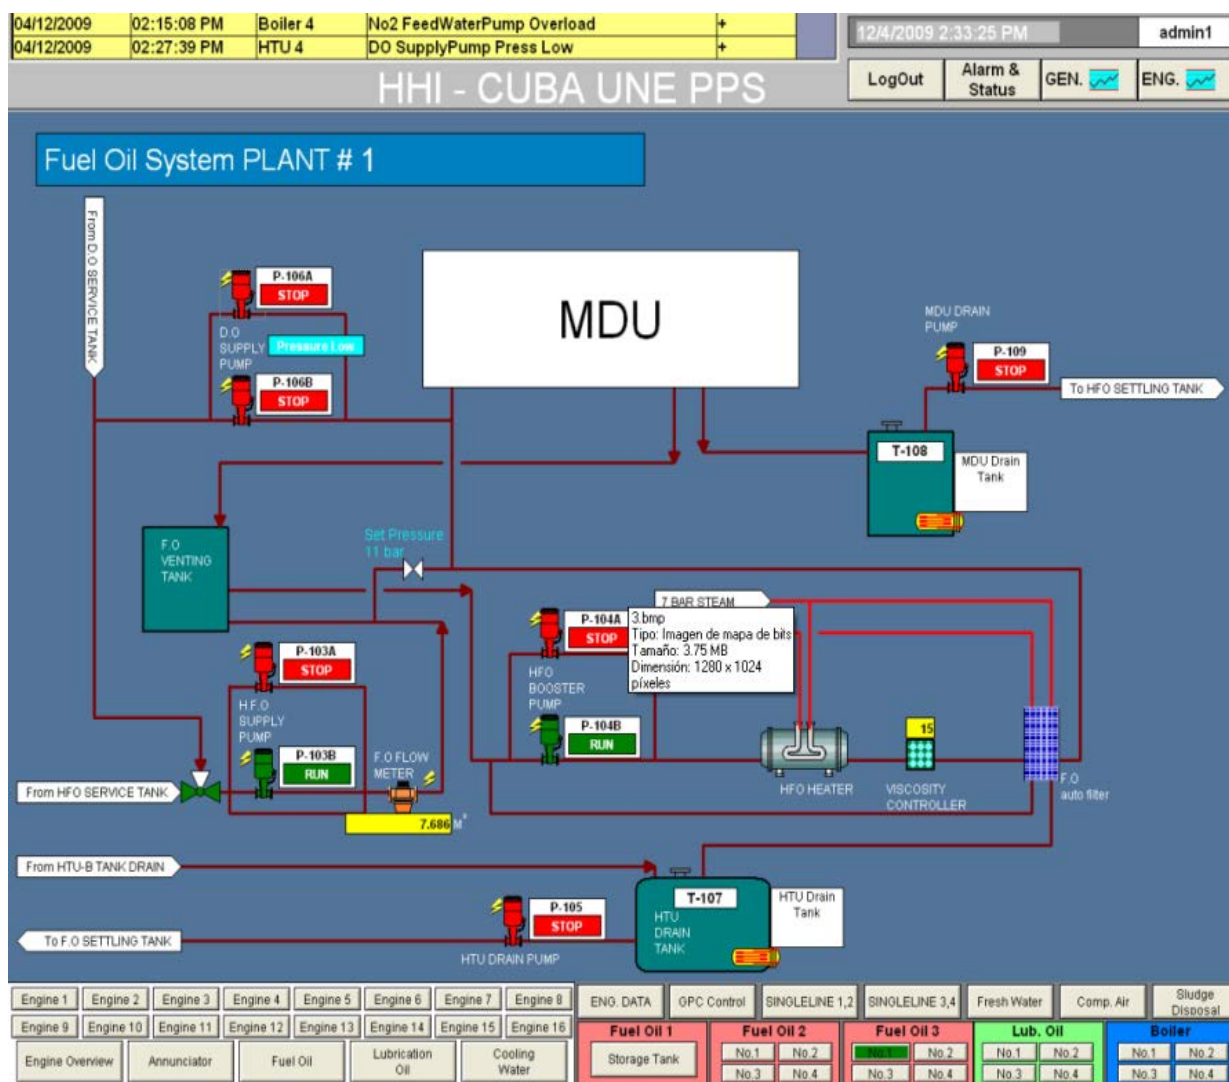 04/12/2009 02:15:08 PM Boiler 4 No2 FeedWaterPump Overload +
04/12/2009 02:27:39 PM HTU 4 DO SupplyPump Press Low +
12/4/2009 2:33:25 PM admin1
HHI - CUBA UNE PPS
LogOut
Alarm &
Status
GEN.
ENG.
Fuel Oil System PLANT # 1
From D.O SERVICE TANK
P-106A
STOP
D.O
SUPPLY
PUMP
Pressure Low
P-106B
STOP
MDU
MDU DRAIN
PUMP
P-109
STOP
To HFO SETTLING TANK
T-108
MDU Drain
Tank
F.O
VENTING
TANK
Set Pressure
11 bar
7 BAR STEAM
P-104A
STOP
3.bmp
Tipo: Imagen de mapa de bits
Tamaño: 3.75 MB
Dimensión: 1280 x 1024
píxeles
P-103A
STOP
HFO
BOOSTER
PUMP
H.F.O
SUPPLY
PUMP
P-104B
RUN
15
P-103B
RUN
F.O FLOW
METER
From HFO SERVICE TANK
HFO HEATER
VISCOSITY
CONTROLLER
F.O
auto filter
7.686 M³
From HTU-B TANK DRAIN
T-107
HTU
DRAIN
TANK
HTU Drain
Tank
P-105
STOP
To F.O SETTLING TANK
HTU DRAIN PUMP
Engine 1 Engine 2 Engine 3 Engine 4 Engine 5 Engine 6 Engine 7 Engine 8
Engine 9 Engine 10 Engine 11 Engine 12 Engine 13 Engine 14 Engine 15 Engine 16
Engine Overview
Annunciator
Fuel Oil
Lubrication
Oil
Cooling
Water
ENG. DATA
GPC Control
SINGLELINE 1,2
SINGLELINE 3,4
Fresh Water
Comp. Air
Sludge
Disposal
Fuel Oil 1
Storage Tank
Fuel Oil 2
No.1 No.2
No.3 No.4
Fuel Oil 3
No.1 No.2
No.3 No.4
Lub. Oil
No.1 No.2
No.3 No.4
Boiler
No.1 No.2
No.3 No.4